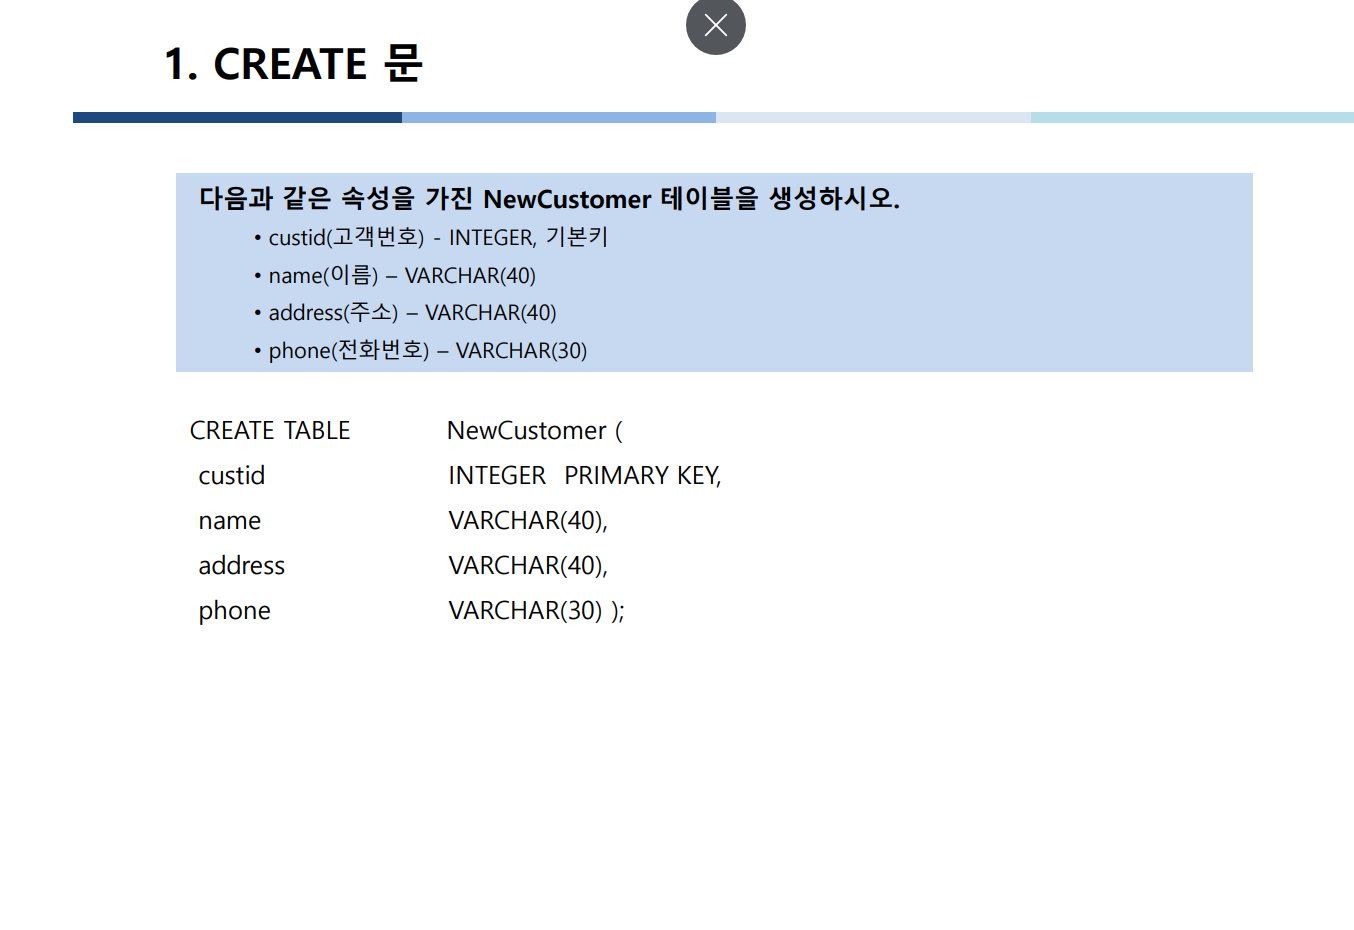 1. CREATE 문
다음과 같은 속성을 가진 NewCustomer 테이블을 생성하시오.
• custid(고객번호) - INTEGER, 기본키
• name(이름) – VARCHAR(40)
• address(주소) – VARCHAR(40)
• phone(전화번호) – VARCHAR(30)
CREATE TABLE NewCustomer (
custid INTEGER PRIMARY KEY,
name VARCHAR(40),
address VARCHAR(40),
phone VARCHAR(30) );